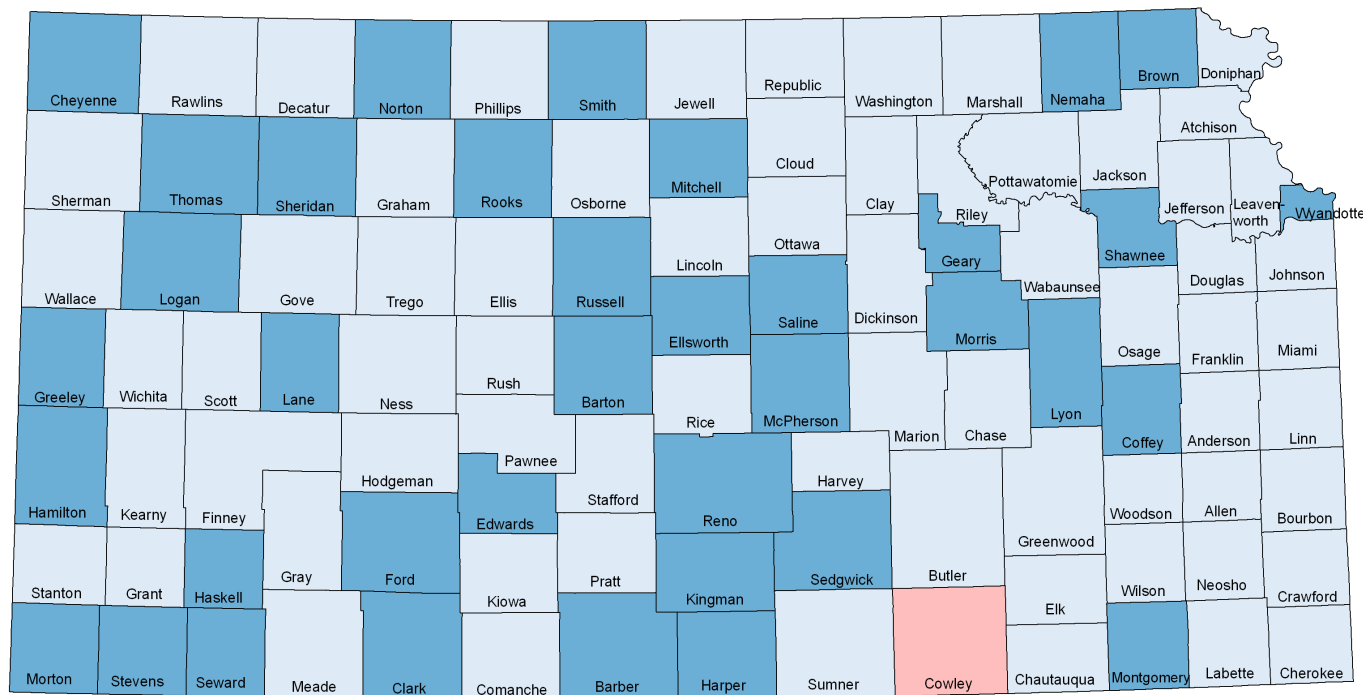 Cheyenne
Rawlins
Decatur
Norton
Phillips
Smith
Jewell
Republic
Washington
Marshall
Nemaha
Brown
Doniphan
Sherman
Thomas
Sheridan
Graham
Rooks
Osborne
Mitchell
Cloud
Clay
Riley
Pottawatomie
Jackson
Atchison
Jefferson
Leaven-
worth
Wyandotte
Wallace
Logan
Gove
Trego
Ellis
Russell
Lincoln
Ottawa
Saline
Dickinson
Geary
Wabaunsee
Shawnee
Douglas
Johnson
Greeley
Wichita
Scott
Lane
Ness
Rush
Barton
Ellsworth
Rice
McPherson
Marion
Morris
Chase
Lyon
Osage
Franklin
Miami
Coffey
Anderson
Linn
Hamilton
Kearny
Finney
Hodgeman
Pawnee
Edwards
Stafford
Reno
Harvey
Sedgwick
Butler
Greenwood
Woodson
Allen
Bourbon
Stanton
Grant
Haskell
Gray
Ford
Kiowa
Pratt
Kingman
Elk
Wilson
Neosho
Crawford
Morton
Stevens
Seward
Meade
Clark
Comanche
Barber
Harper
Sumner
Cowley
Chautauqua
Montgomery
Labette
Cherokee